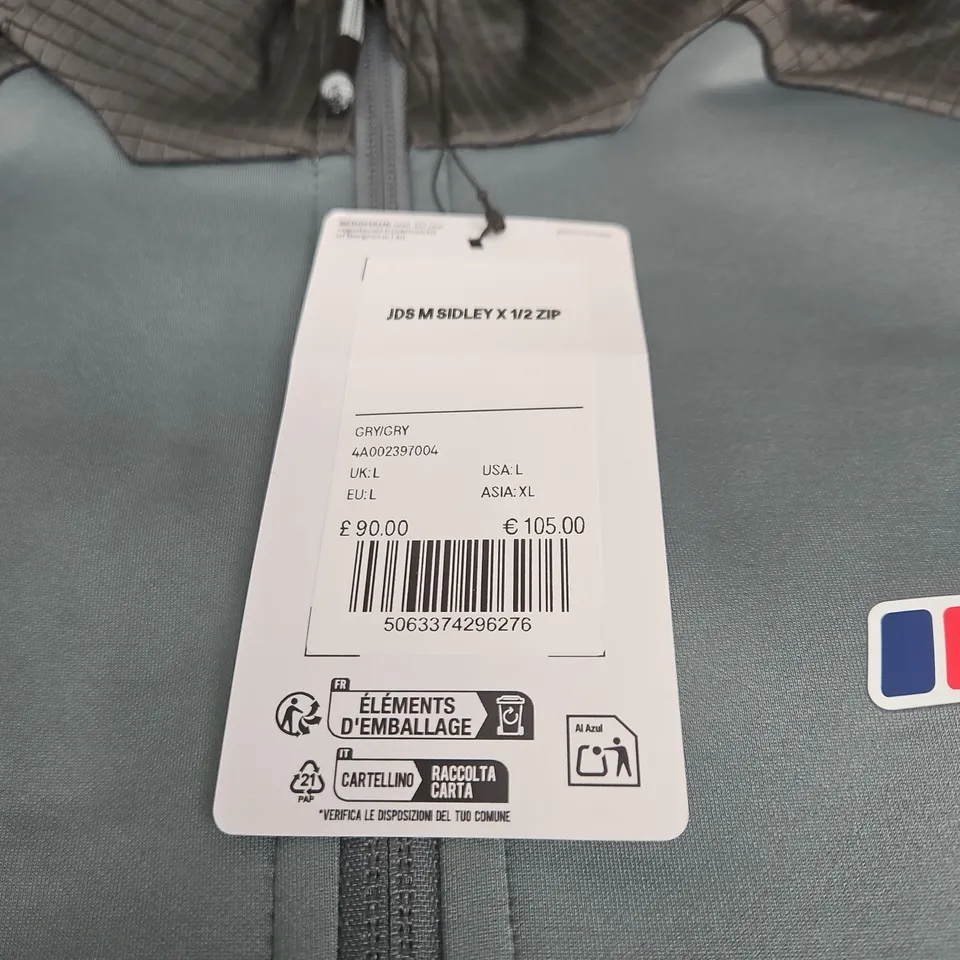 JDS M SIDLEY X 1/2 ZIP
GRY/GRY
4A002397004
UK: L USA: L
EU: L ASIA: XL
£ 90.00 € 105.00
5063374296276
FR
ÉLÉMENTS
D'EMBALLAGE
Al Azul
IT
CARTELLINO
RACCOLTA
CARTA
21
PAP
*VERIFICA LE DISPOSIZIONI DEL TUO COMUNE